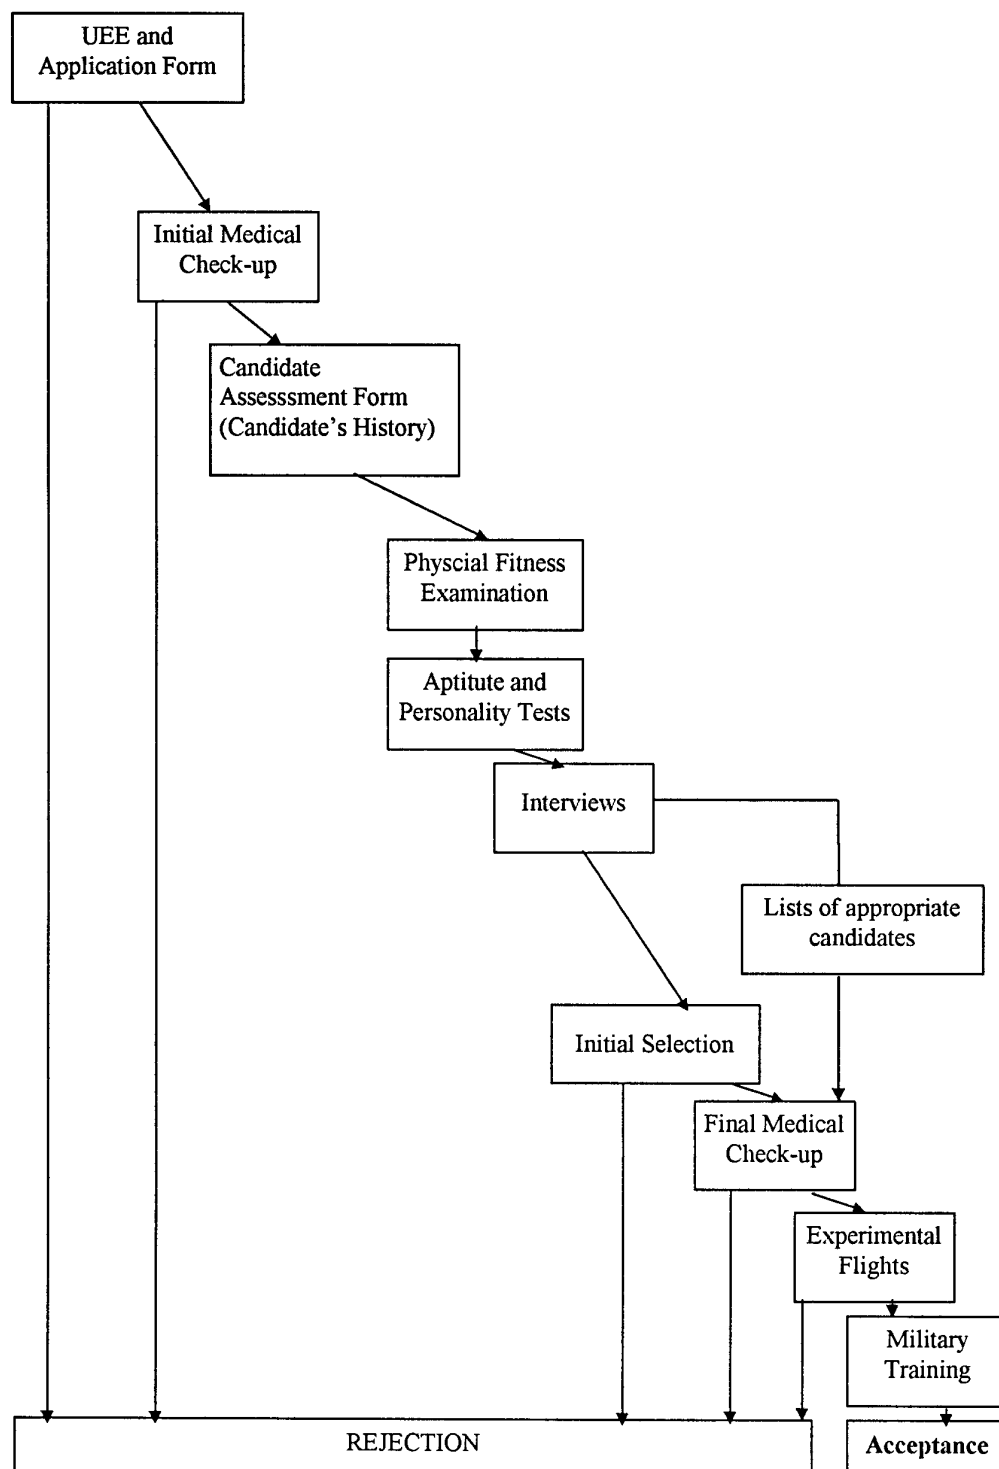 UEE and
Application Form
Initial Medical
Check-up
Candidate
Assesssment Form
(Candidate's History)
Physcial Fitness
Examination
Aptitute and
Personality Tests
Interviews
Lists of appropriate
candidates
Initial Selection
Final Medical
Check-up
Experimental
Flights
Military
Training
REJECTION
Acceptance